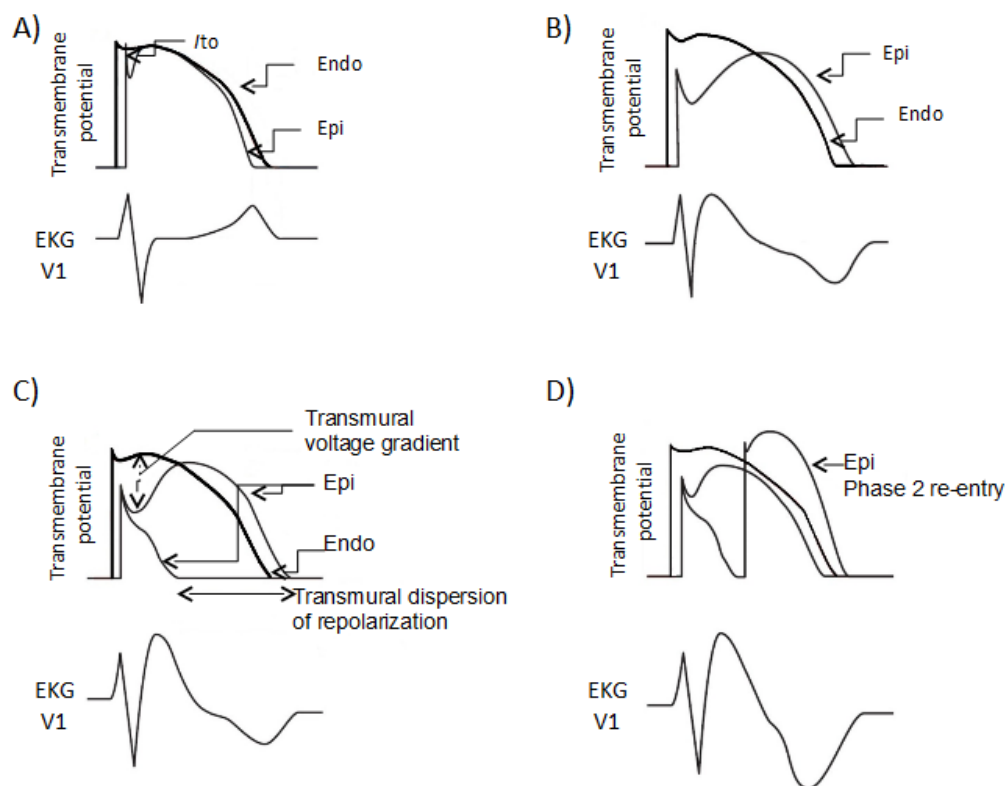 A)
Transmembrane
potential
Ito
Endo
Epi
EKG
V1
B)
Transmembrane
potential
Epi
Endo
EKG
V1
C)
Transmembrane
potential
Transmural
voltage gradient
Epi
Endo
Transmural dispersion
of repolarization
EKG
V1
D)
Transmembrane
potential
Epi
Phase 2 re-entry
EKG
V1